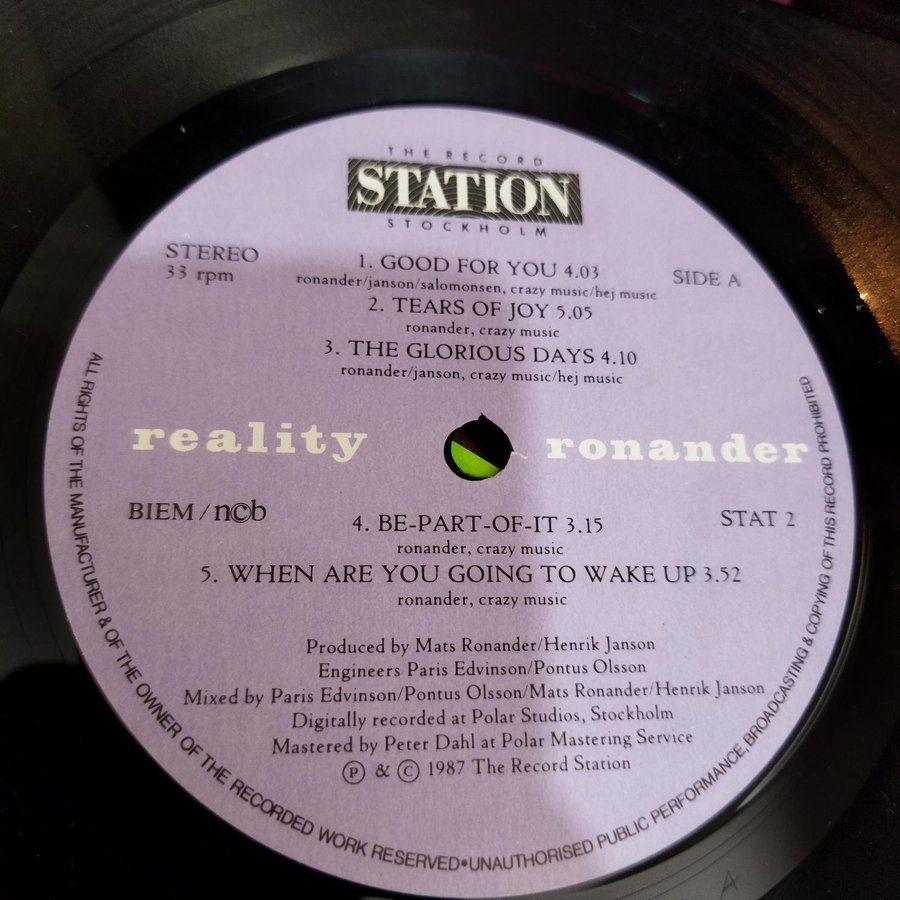 THE RECORD
STATION
STOCKHOLM
STEREO
33 rpm
SIDE A
1. GOOD FOR YOU 4.03
ronander/janson/salomonsen, crazy music/hej music
2. TEARS OF JOY 5.05
ronander, crazy music
3. THE GLORIOUS DAYS 4.10
ronander/janson, crazy music/hej music
reality
ronander
BIEM/ncb
STAT 2
4. BE-PART-OF-IT 3.15
ronander, crazy music
5. WHEN ARE YOU GOING TO WAKE UP 3.52
ronander, crazy music
Produced by Mats Ronander/Henrik Janson
Engineers Paris Edvinson/Pontus Olsson
Mixed by Paris Edvinson/Pontus Olsson/Mats Ronander/Henrik Janson
Digitally recorded at Polar Studios, Stockholm
Mastered by Peter Dahl at Polar Mastering Service
Ⓟ & © 1987 The Record Station
ALL RIGHTS OF THE MANUFACTURER & OF THE OWNER OF THE RECORDED WORK RESERVED•UNAUTHORISED PUBLIC PERFORMANCE, BROADCASTING & COPYING OF THIS RECORD PROHIBITED